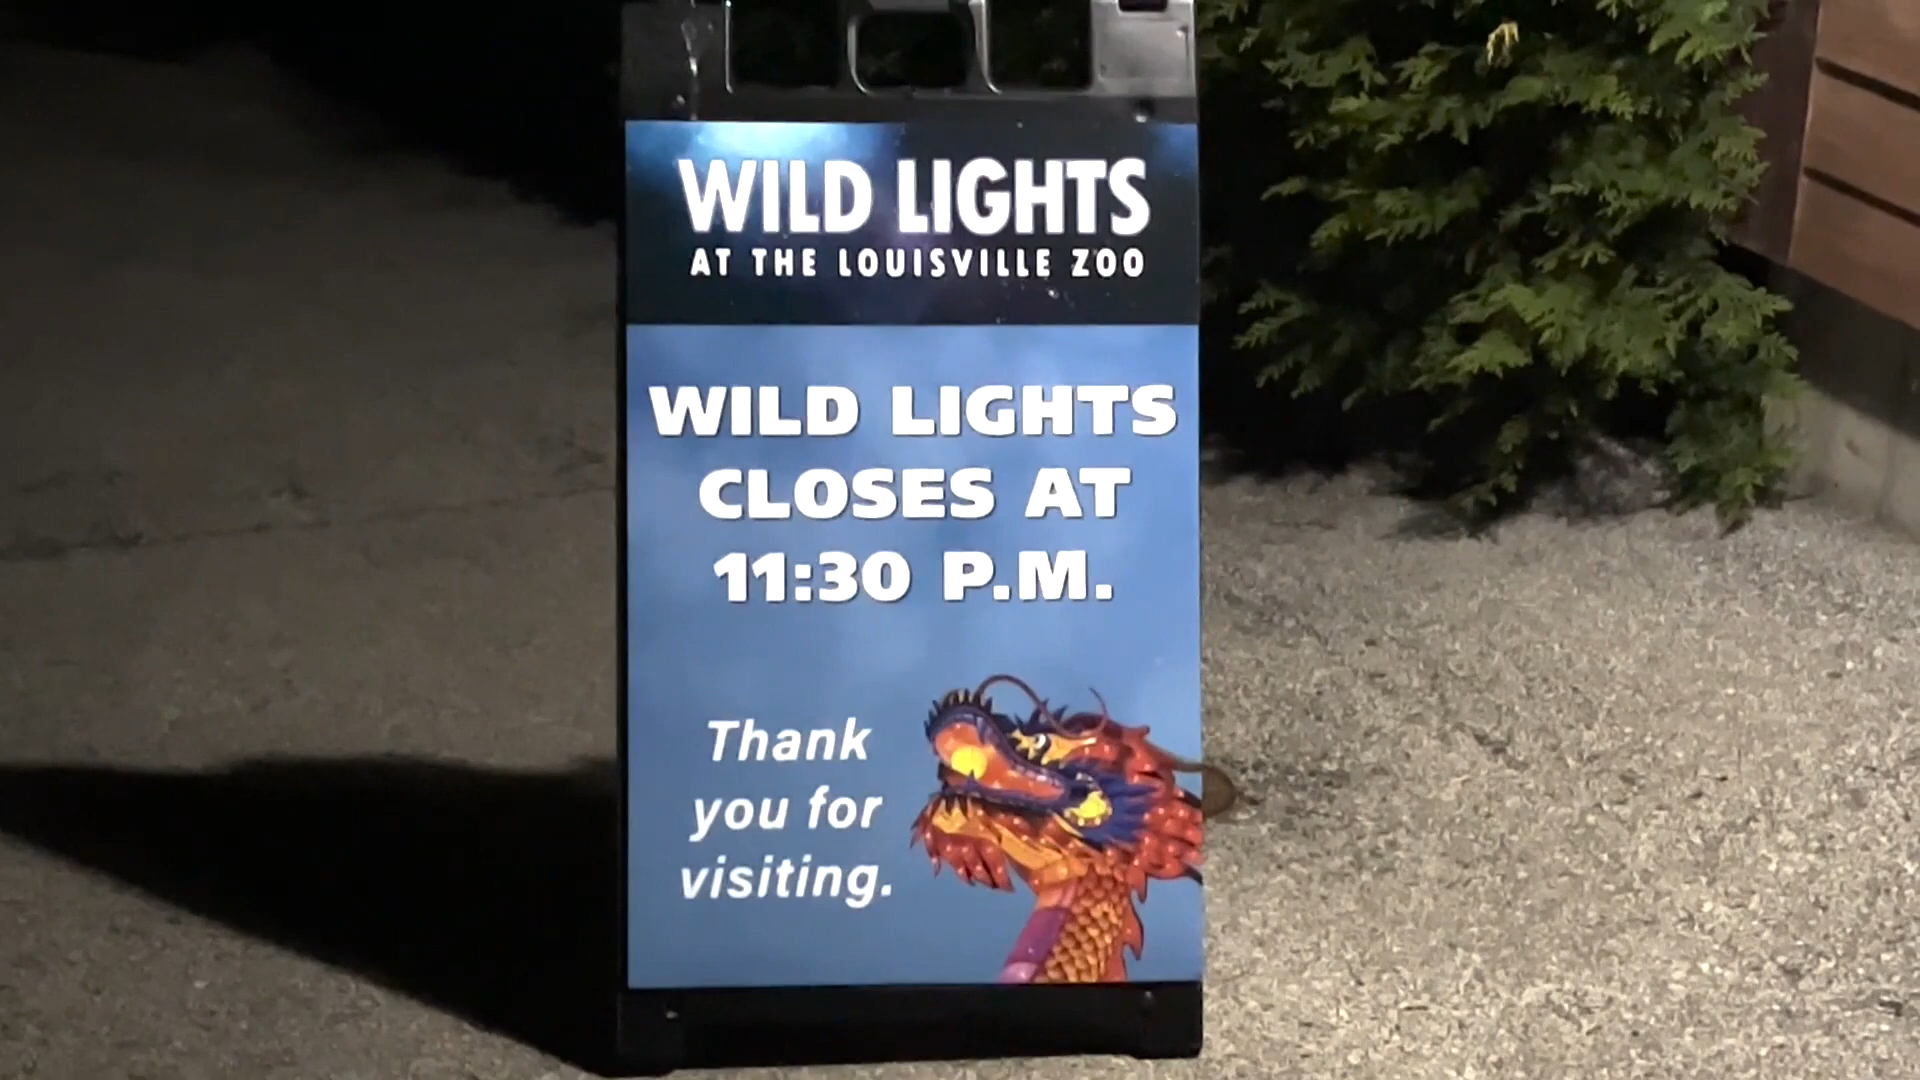 WILD LIGHTS
AT THE LOUISVILLE ZOO
WILD LIGHTS
CLOSES AT
11:30 P.M.
Thank
you for
visiting.